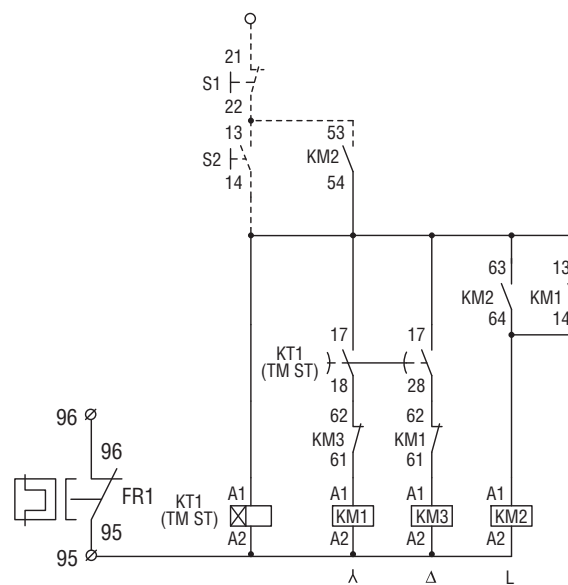 21
S1
22
13
53
S2
KM2
14
54
63
13
KM2
KM1
64
14
17
17
KT1
(TM ST)
18
28
62
62
KM3
KM1
61
61
96
96
FR1
95
95
KT1
(TM ST)
A1
A1
A1
A1
KM1
KM3
KM2
A2
A2
A2
A2
Δ
L